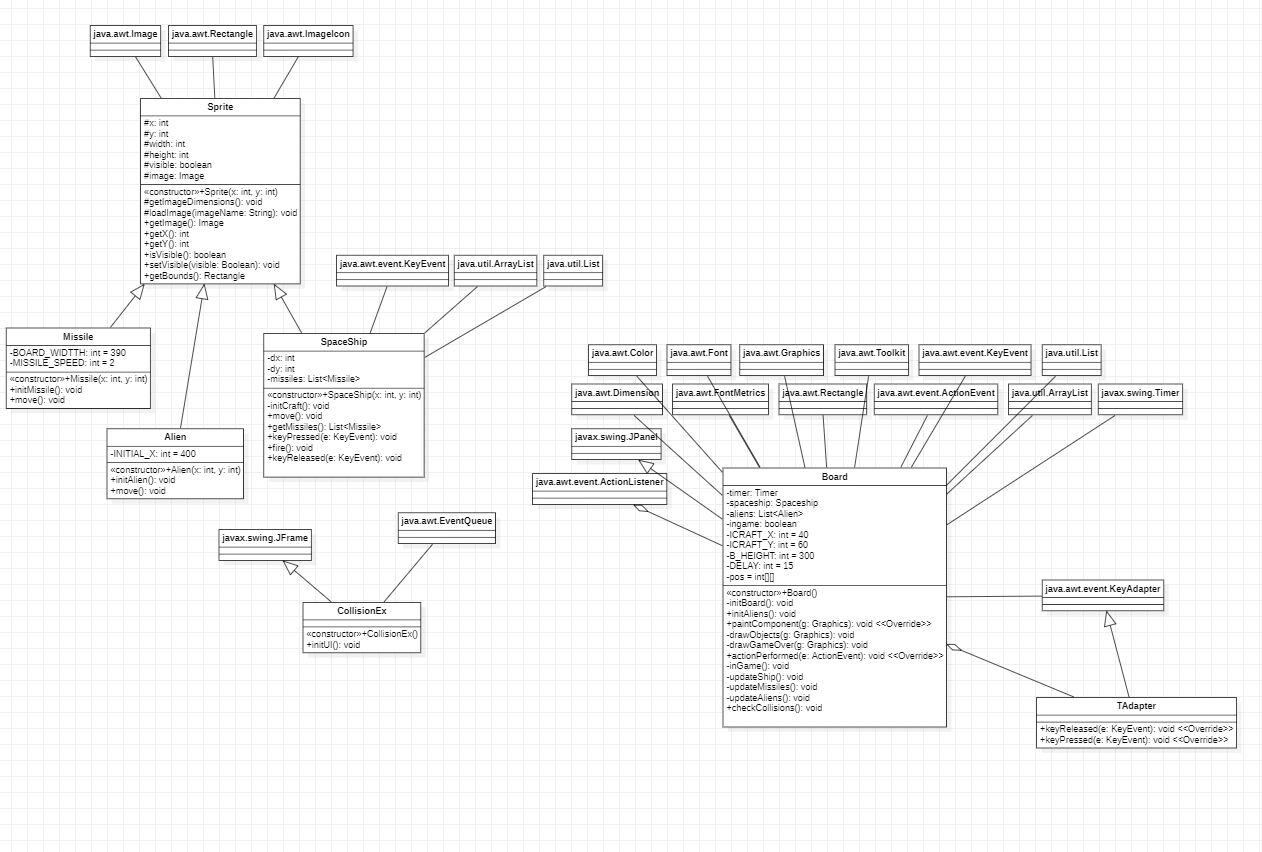 java.awt.Image
java.awt.Rectangle
java.awt.ImageIcon
Sprite
#x: int
#y: int
#width: int
#height: int
#visible: boolean
#image: Image
«constructor»+Sprite(x: int, y: int)
#getImageDimensions(): void
#loadImage(imageName: String): void
+getImage(): Image
+getX(): int
+getY(): int
+isVisible(): boolean
+setVisible(visible: Boolean): void
+getBounds(): Rectangle
java.awt.event.KeyEvent
java.util.ArrayList
java.util.List
Missile
-BOARD_WIDTTH: int = 390
-MISSILE_SPEED: int = 2
«constructor»+Missile(x: int, y: int)
+initMissile(): void
+move(): void
SpaceShip
-dx: int
-dy: int
-missiles: List<Missile>
«constructor»+SpaceShip(x: int, y: int)
-initCraft(): void
+move(): void
+getMissiles(): List<Missile>
+keyPressed(e: KeyEvent): void
+fire(): void
+keyReleased(e: KeyEvent): void
Alien
-INITIAL_X: int = 400
«constructor»+Alien(x: int, y: int)
+initAlien(): void
+move(): void
java.awt.Color
java.awt.Font
java.awt.Graphics
java.awt.Toolkit
java.awt.event.KeyEvent
java.util.List
java.awt.Dimension
java.awt.FontMetrics
java.awt.Rectangle
java.awt.event.ActionEvent
java.util.ArrayList
javax.swing.Timer
javax.swing.JPanel
java.awt.event.ActionListener
Board
-timer: Timer
-spaceship: Spaceship
-aliens: List<Alien>
-ingame: boolean
-ICRAFT_X: int = 40
-ICRAFT_Y: int = 60
-B_HEIGHT: int = 300
-DELAY: int = 15
-pos = int[][]
«constructor»+Board()
-initBoard(): void
+initAliens(): void
+paintComponent(g: Graphics): void <<Override>>
-drawObjects(g: Graphics): void
-drawGameOver(g: Graphics): void
+actionPerformed(e: ActionEvent): void <<Override>>
-inGame(): void
-updateShip(): void
-updateMissiles(): void
-updateAliens(): void
+checkCollisions(): void
javax.swing.JFrame
java.awt.EventQueue
CollisionEx
«constructor»+CollisionEx()
+initUI(): void
java.awt.event.KeyAdapter
TAdapter
+keyReleased(e: KeyEvent): void <<Override>>
+keyPressed(e: KeyEvent): void <<Override>>